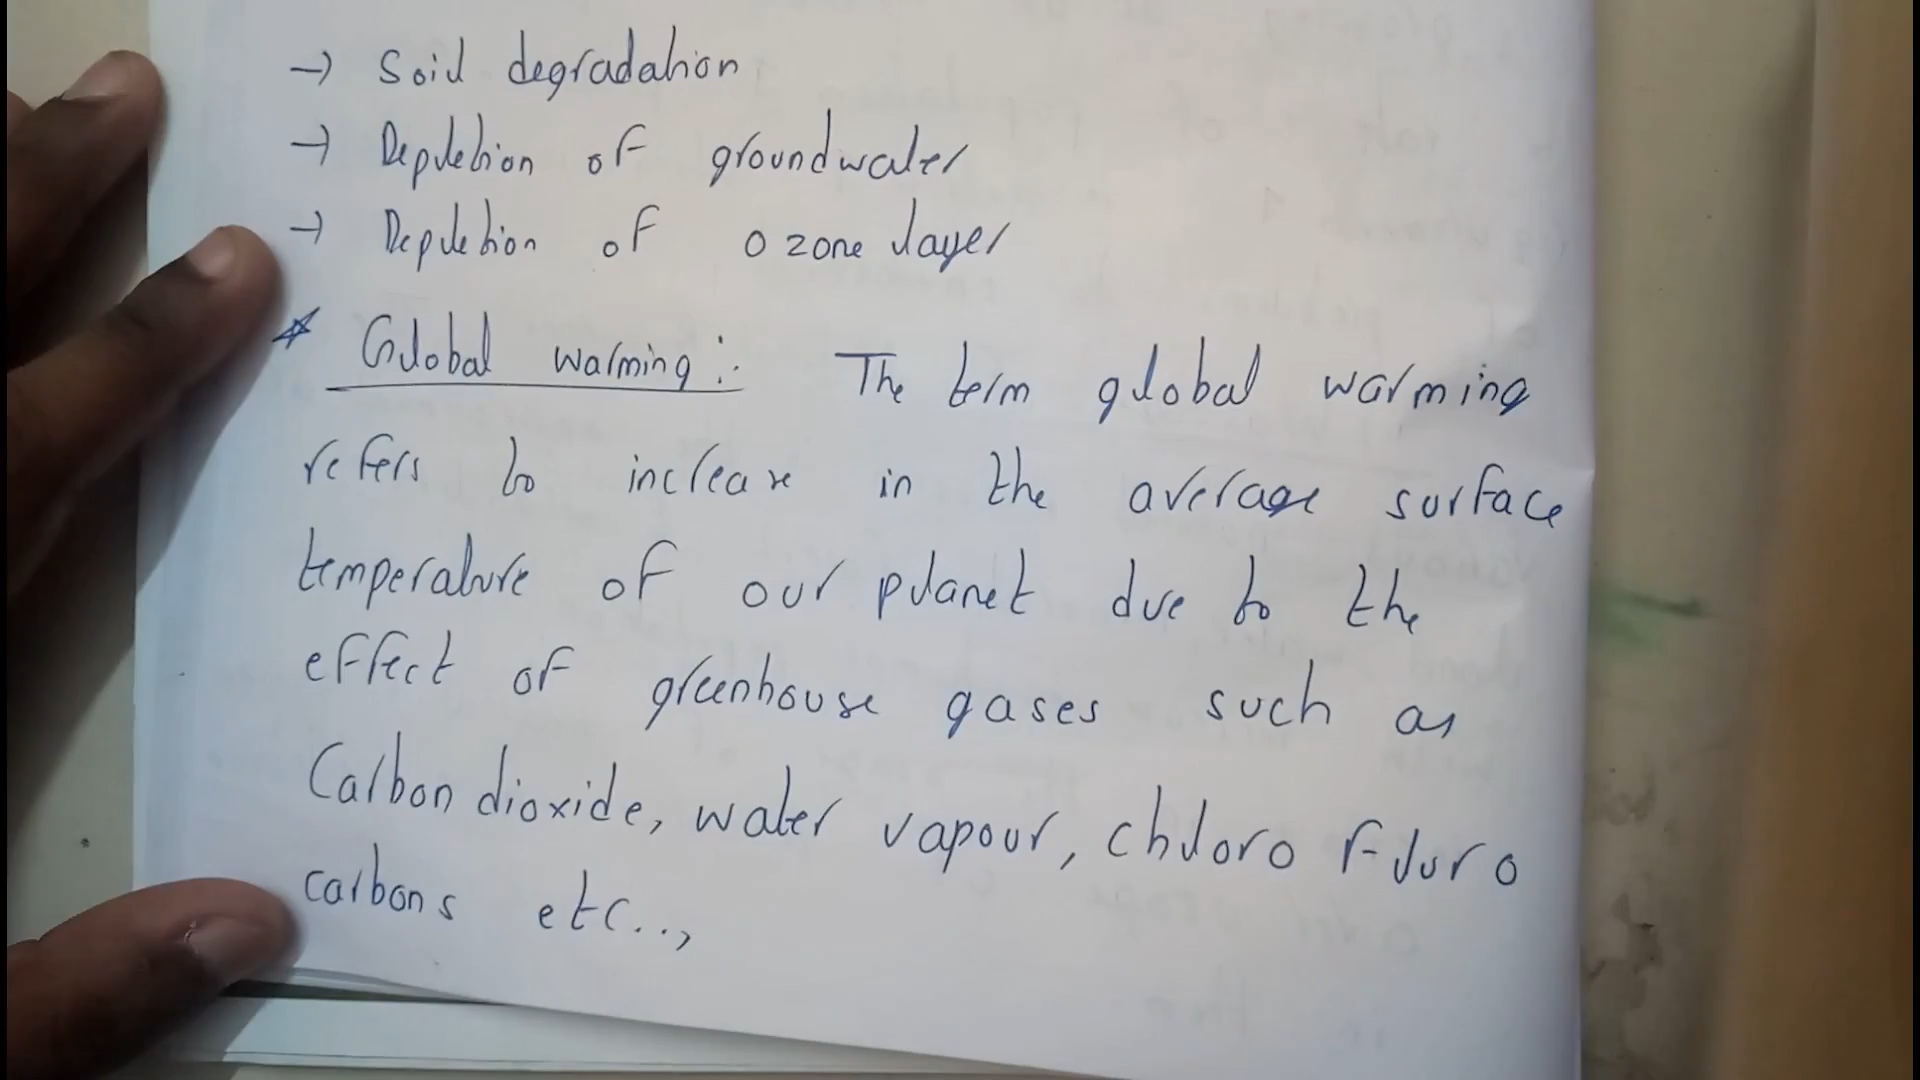 → Soil degradation
→ Depletion of groundwater
→ Depletion of ozone layer
* Global warming :- The term global warming
refers to increase in the average surface
temperature of our planet due to the
effect of greenhouse gases such as
Carbon dioxide, water vapour, chloro fluro
carbons etc..,